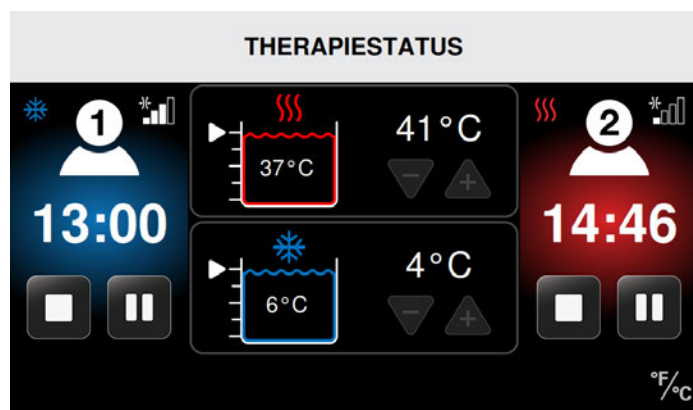 THERAPIESTATUS
1
13:00
37°C
41°C
6°C
4°C
2
14:46
°F/°C